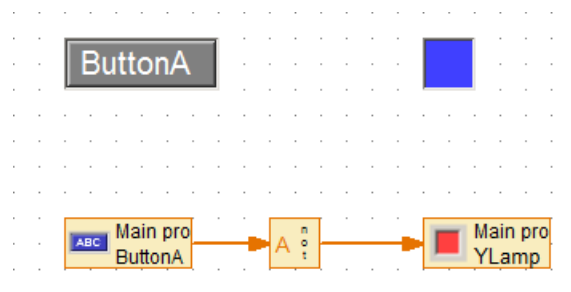 ButtonA
ABC
Main pro
ButtonA
A
not
Main pro
YLamp